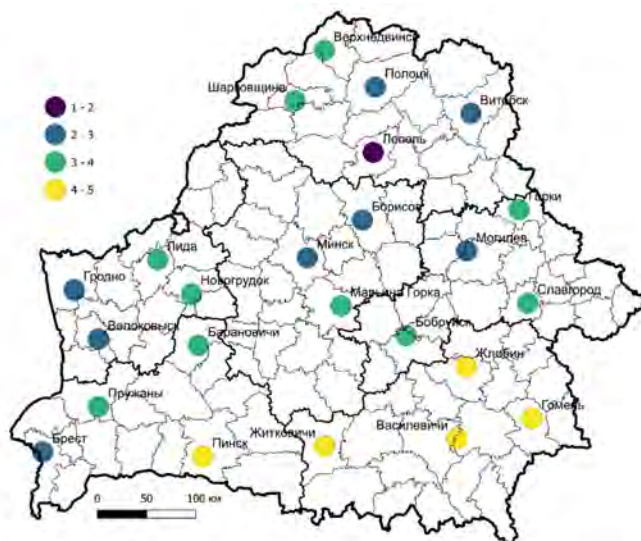 Верхнедвинск
Полоцк
Шарковщина
Витебск
1 - 2
2 - 3
3 - 4
4 - 5
Лепель
Борисов
Горки
Лида
Минск
Могилев
Гродно
Новогрудок
Марьина Горка
Славгород
Волковыск
Барановичи
Бобруйск
Жлобин
Пружаны
Гомель
Василевичи
Житковичи
Брест
Пинск
0 50 100 км